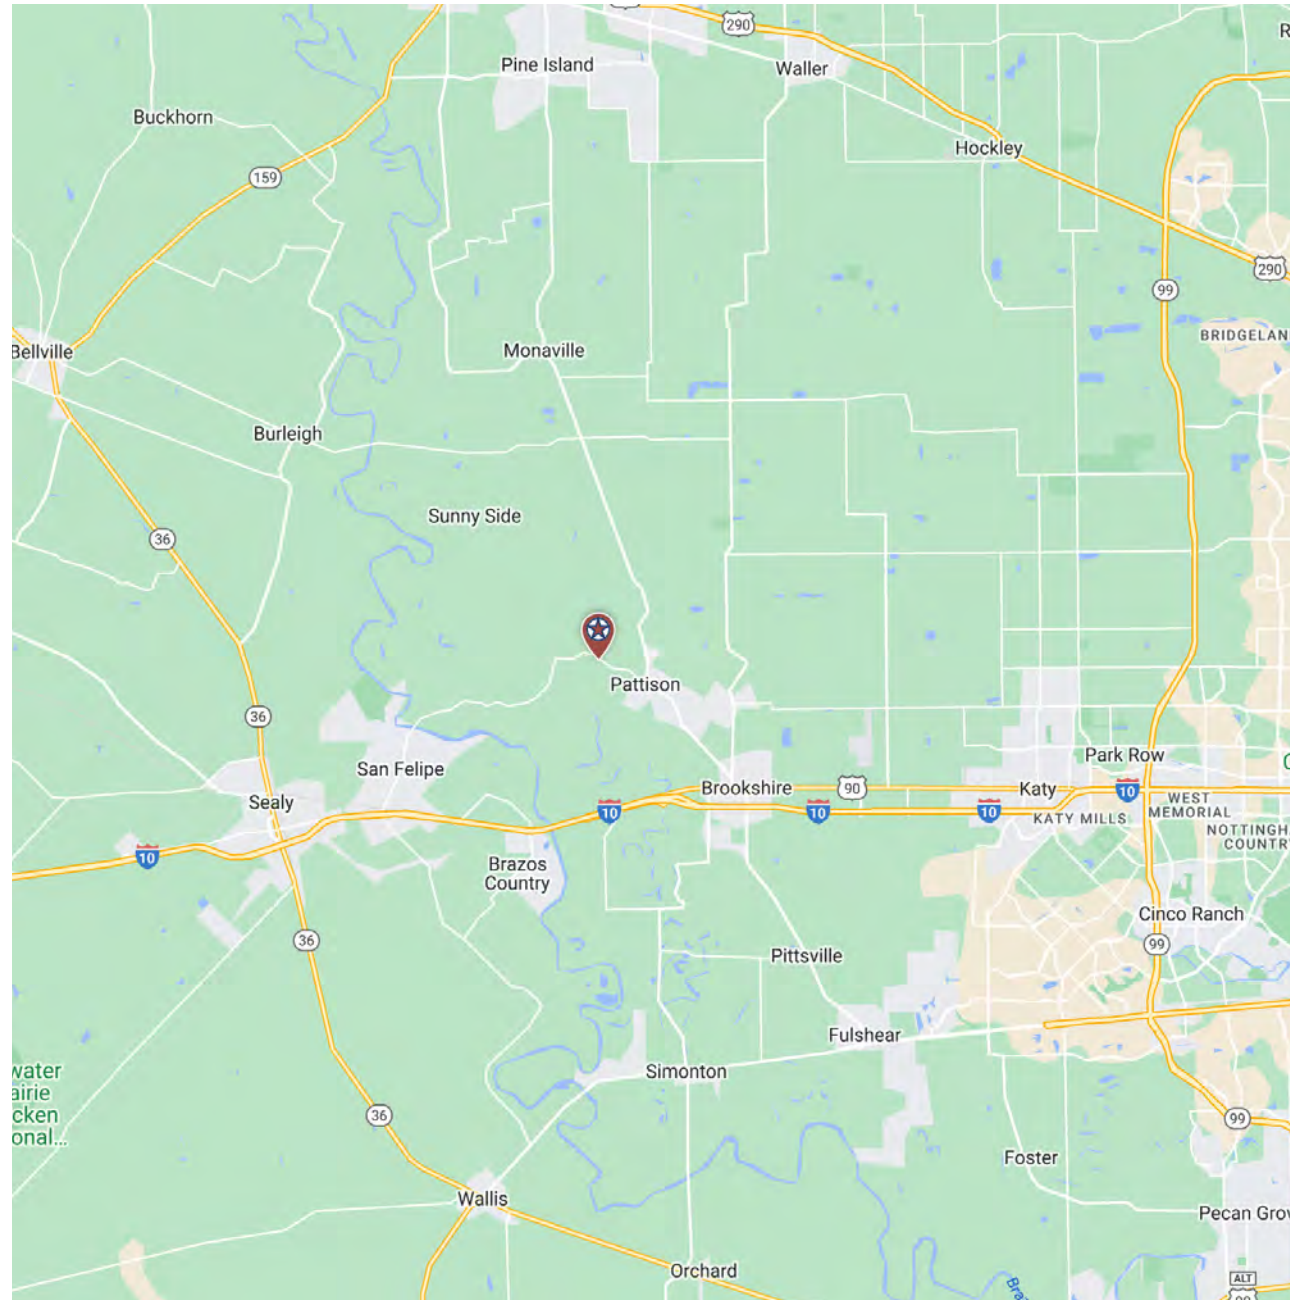 290
Pine Island
Waller
Buckhorn
Hockley
159
290
99
BRIDGELAN
Monaville
Bellville
Burleigh
Sunny Side
36
Pattison
36
Park Row
San Felipe
Brookshire
90
Katy
10
WEST
MEMORIAL
Sealy
10
10
10
KATY MILLS
NOTTINGH
COUNTRY
10
Brazos
Country
Cinco Ranch
36
99
Pittsville
Fulshear
Simonton
water
airie
cken
onal...
36
99
Foster
Wallis
Pecan Grov
Orchard
ALT